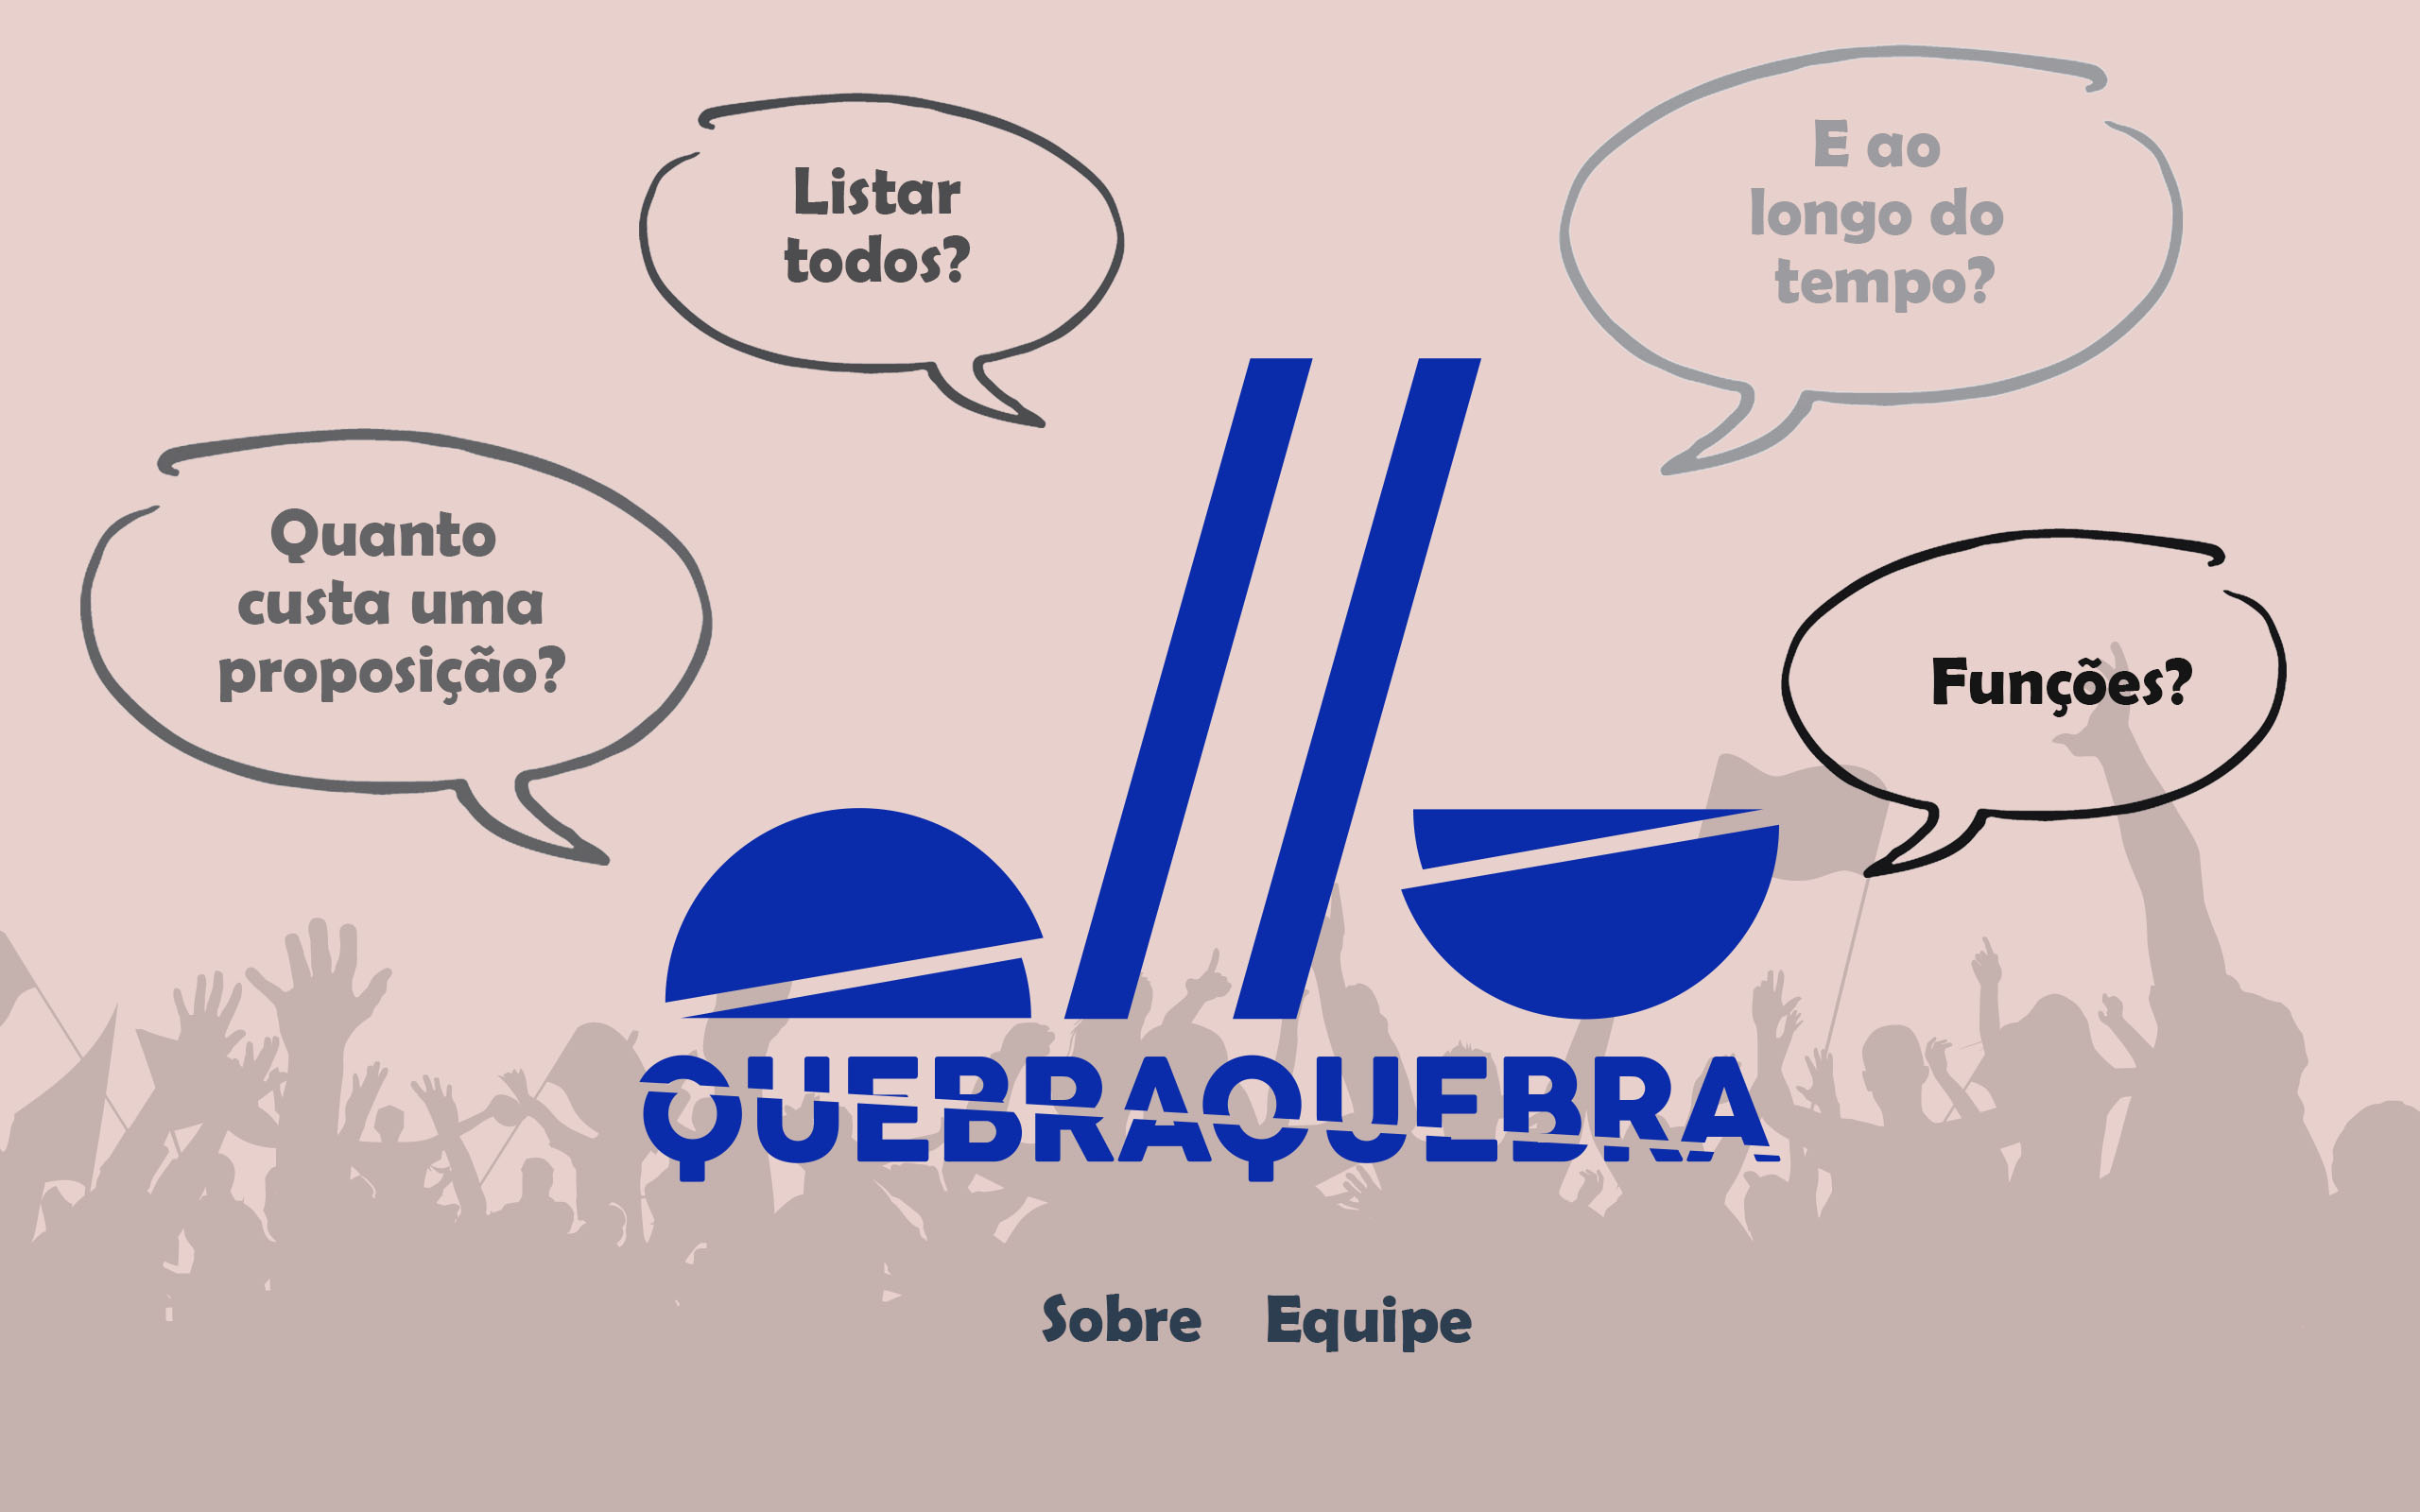 Listar
todos?
E ao
longo do
tempo?
Quanto
custa uma
proposição?
Funções?
QUEBRAQUEBRA
Sobre Equipe